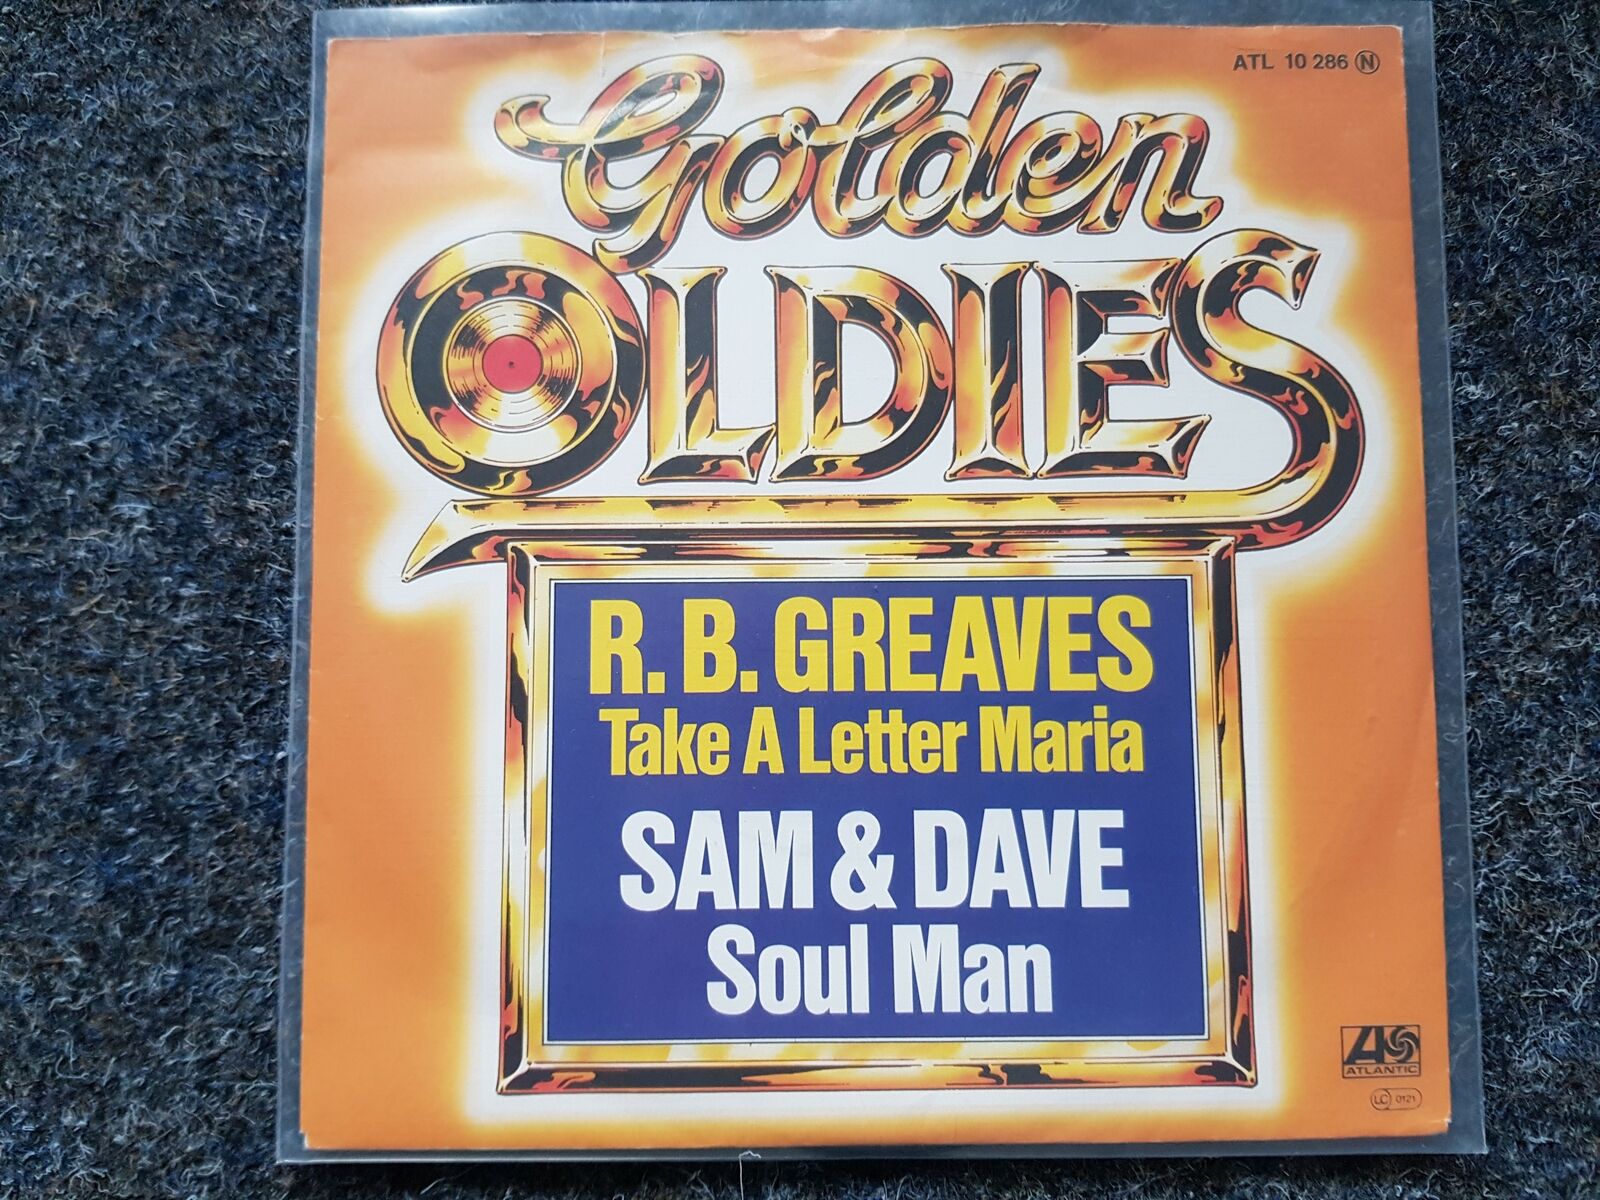 ATL 10 286 Ⓝ
Golden
OLDIES
R. B. GREAVES
Take A Letter Maria
SAM & DAVE
Soul Man
ATLANTIC
LC 0121